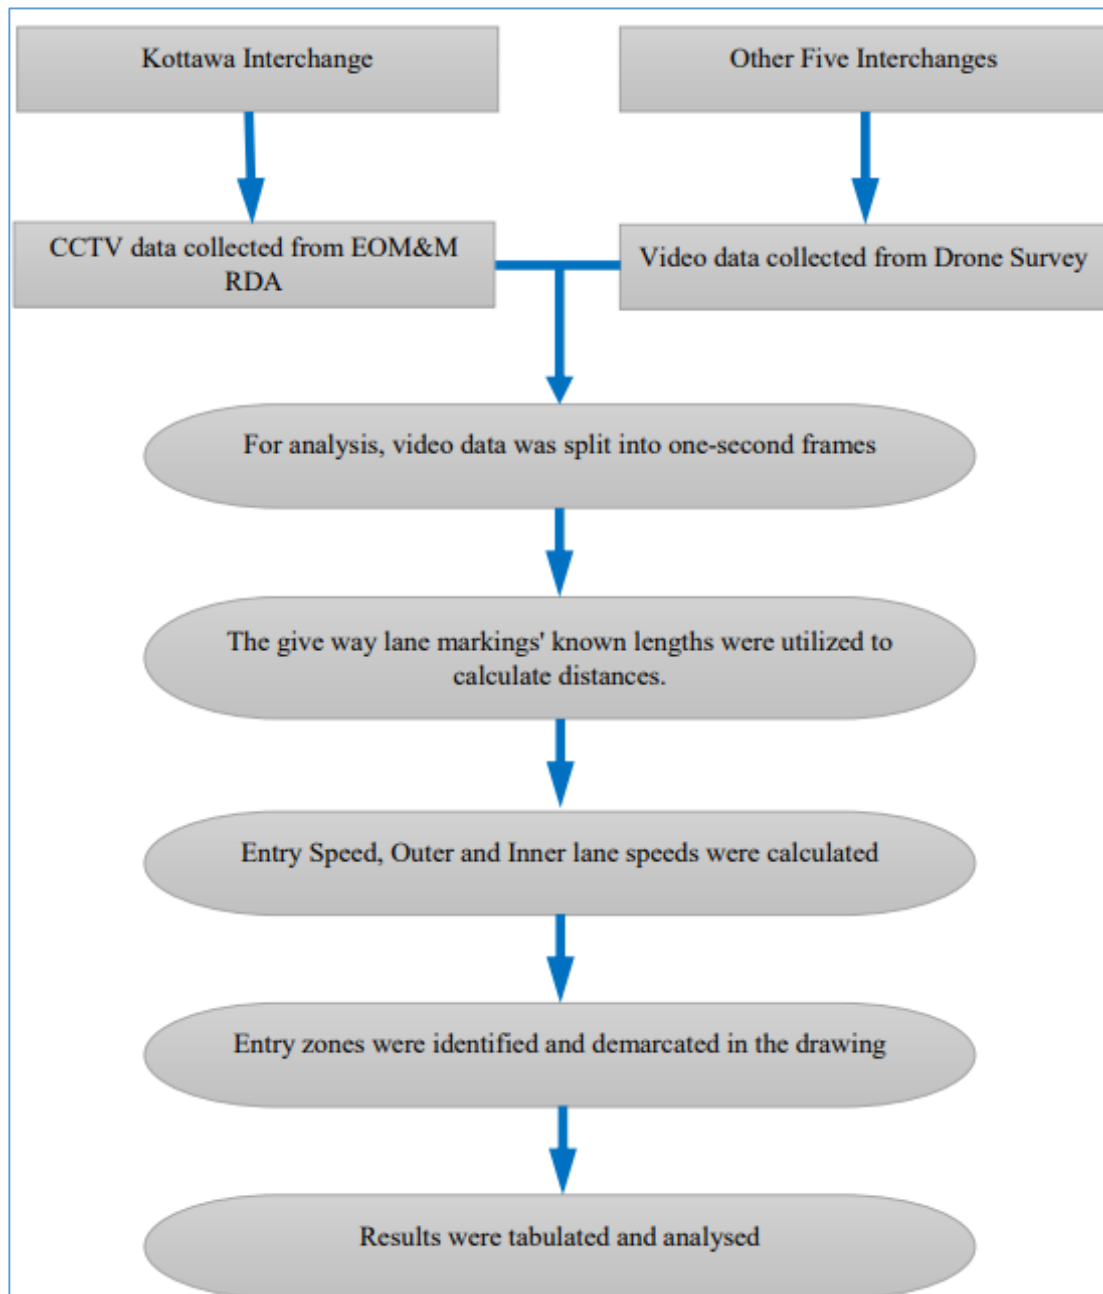 Kottawa Interchange
Other Five Interchanges
CCTV data collected from EOM&M
RDA
Video data collected from Drone Survey
For analysis, video data was split into one-second frames
The give way lane markings' known lengths were utilized to
calculate distances.
Entry Speed, Outer and Inner lane speeds were calculated
Entry zones were identified and demarcated in the drawing
Results were tabulated and analysed